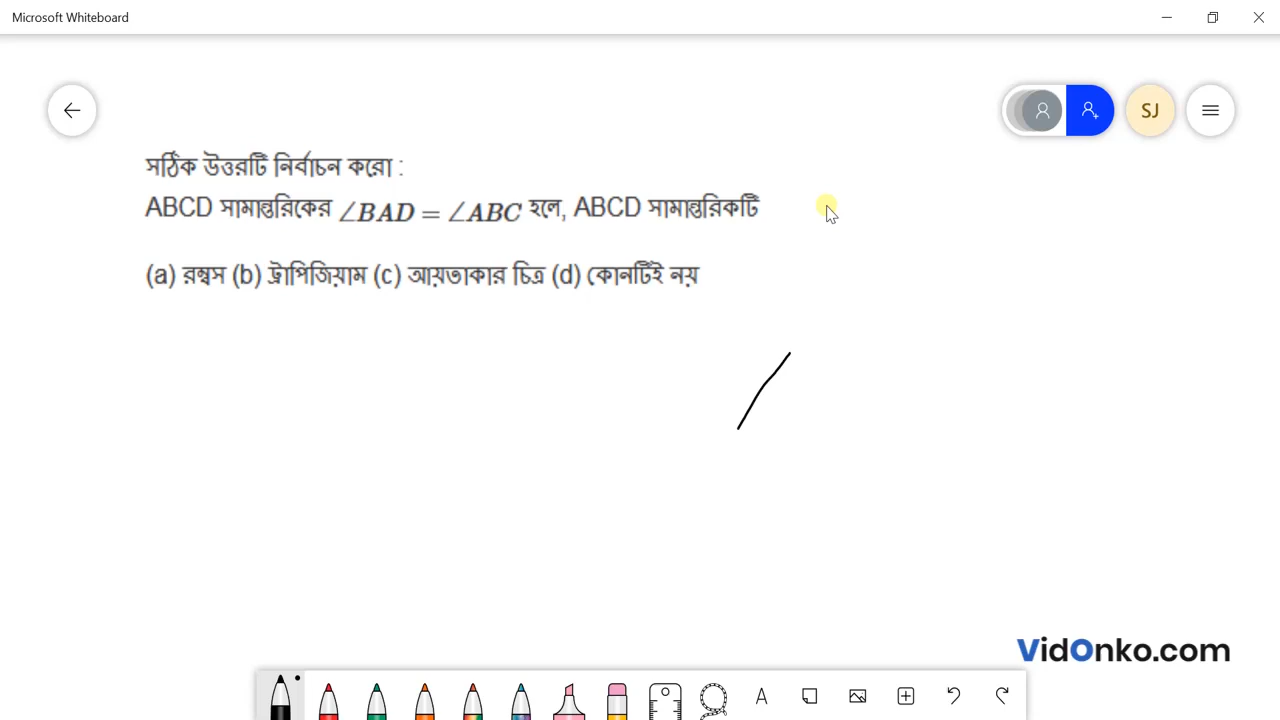 Microsoft Whiteboard
SJ
সঠিক উত্তরটি নির্বাচন করো :
ABCD সামান্তরিকের ∠BAD = ∠ABC হলে, ABCD সামান্তরিকটি
(a) রম্বস (b) ট্রাপিজিয়াম (c) আয়তাকার চিত্র (d) কোনটিই নয়
VidOnko.com
A